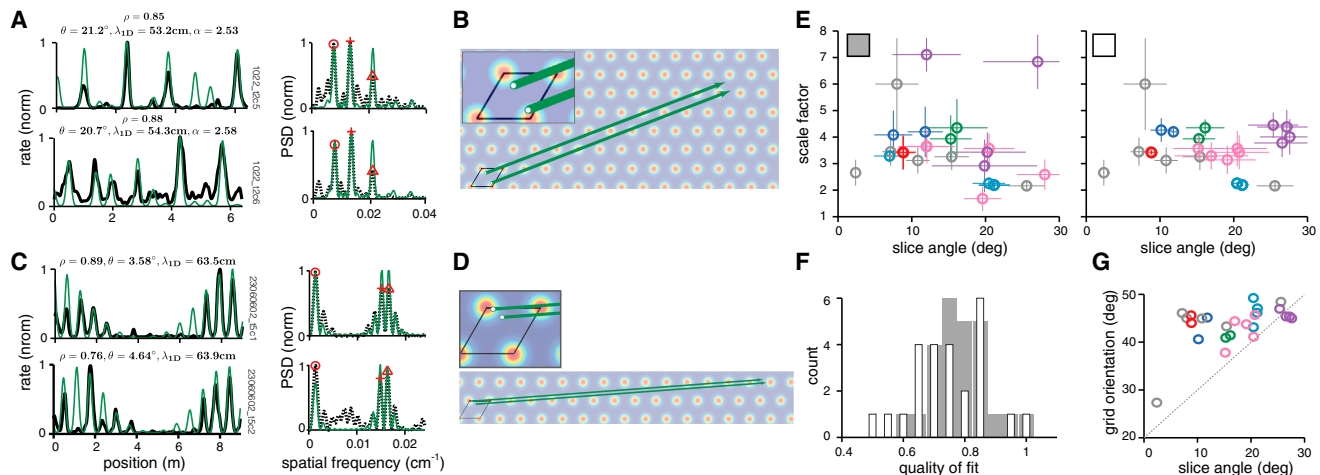 A
ρ = 0.85
θ = 21.2°, λ1D = 53.2cm, α = 2.53
1
0
1022_t2c5
ρ = 0.88
θ = 20.7°, λ1D = 54.3cm, α = 2.58
1
0
1022_t2c6
rate (norm)
0 2 4 6
1
0
1
0
PSD (norm)
0 0.02 0.04
B
C
ρ = 0.89, θ = 3.58°, λ1D = 63.5cm
1
0
23060602_t5c1
ρ = 0.76, θ = 4.64°, λ1D = 63.9cm
1
0
23060602_t5c2
rate (norm)
0 2 4 6 8
position (m)
1
0
1
0
PSD (norm)
0 0.02
spatial frequency (cm-1)
D
E
scale factor
8
7
6
5
4
3
2
1
0 10 20 30
slice angle (deg)
0 10 20 30
slice angle (deg)
F
count
6
4
2
0
0.4 0.6 0.8 1
quality of fit
G
grid orientation (deg)
50
40
30
20
0 10 20 30
slice angle (deg)